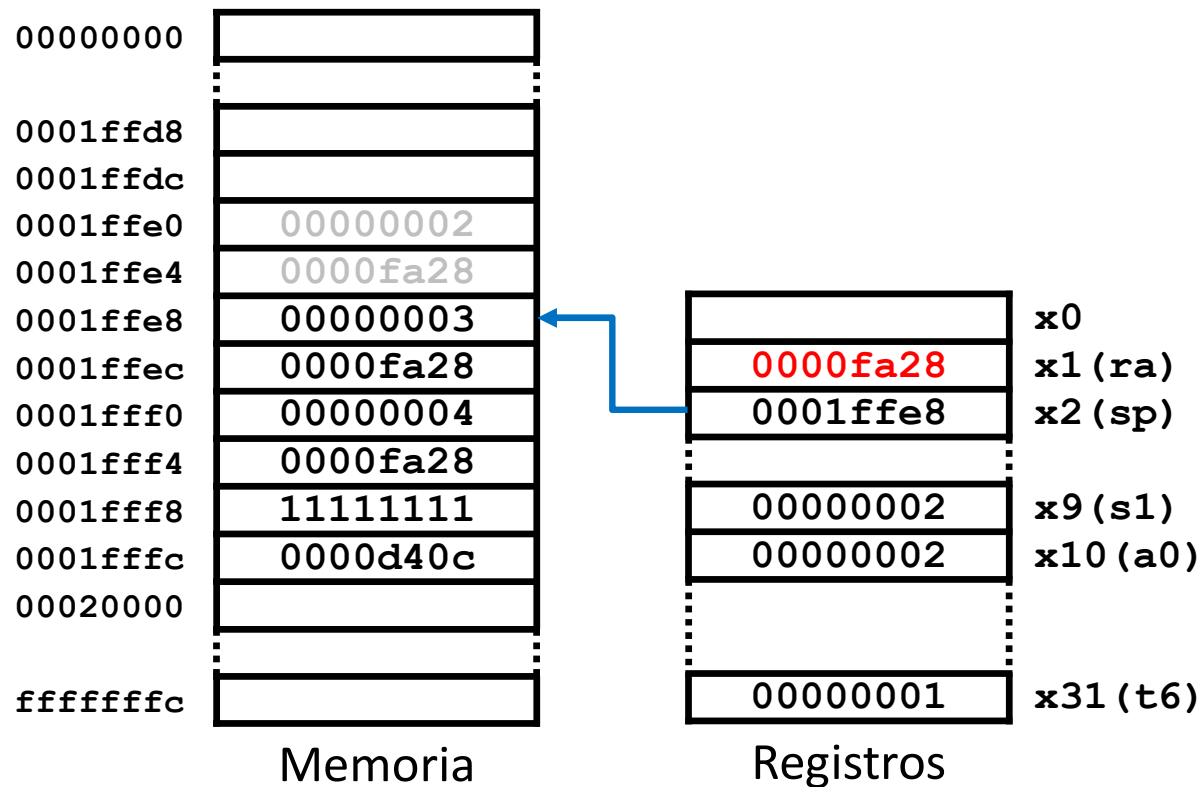 00000000
0001ffd8
0001ffdc
0001ffe0 00000002
0001ffe4 0000fa28
0001ffe8 00000003 x0
0001ffec 0000fa28 0000fa28 x1(ra)
0001fff0 00000004 0001ffe8 x2(sp)
0001fff4 0000fa28
0001fff8 11111111 00000002 x9(s1)
0001fffc 0000d40c 00000002 x10(a0)
00020000
fffffffc 00000001 x31(t6)
Memoria Registros